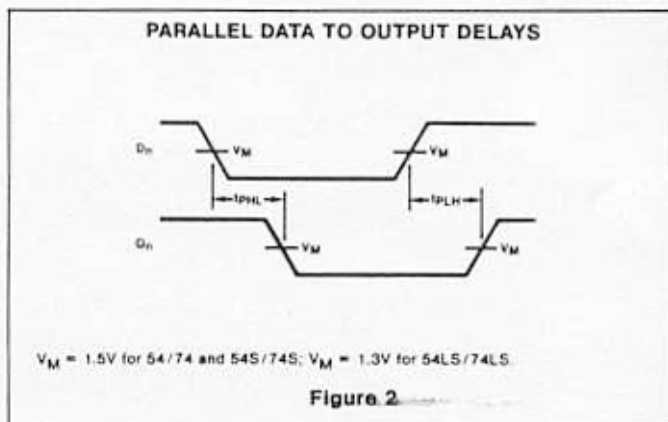 PARALLEL DATA TO OUTPUT DELAYS
Dn
VM
VM
tPHL
tPLH
Qn
VM
VM
VM = 1.5V for 54/74 and 54S/74S; VM = 1.3V for 54LS/74LS.
Figure 2